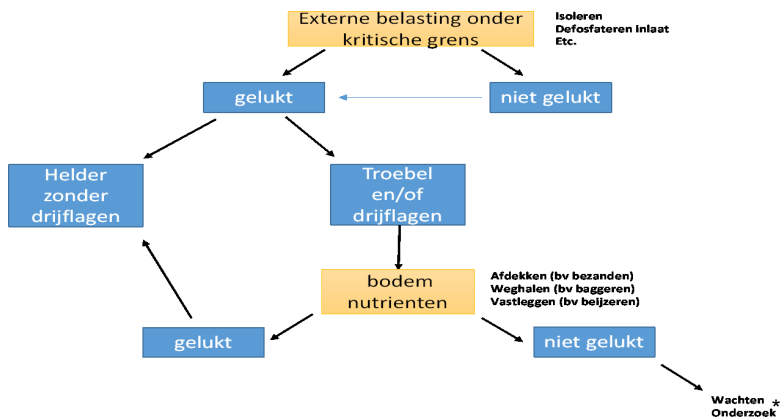 Externe belasting onder
kritische grens
Isoleren
Defosfateren inlaat
Etc.
gelukt
niet gelukt
Helder
zonder
drijflagen
Troebel
en/of
drijflagen
bodem
nutrienten
Afdekken (bv bezanden)
Weghalen (bv baggeren)
Vastleggen (bv beijzeren)
gelukt
niet gelukt
Wachten
Onderzoek *